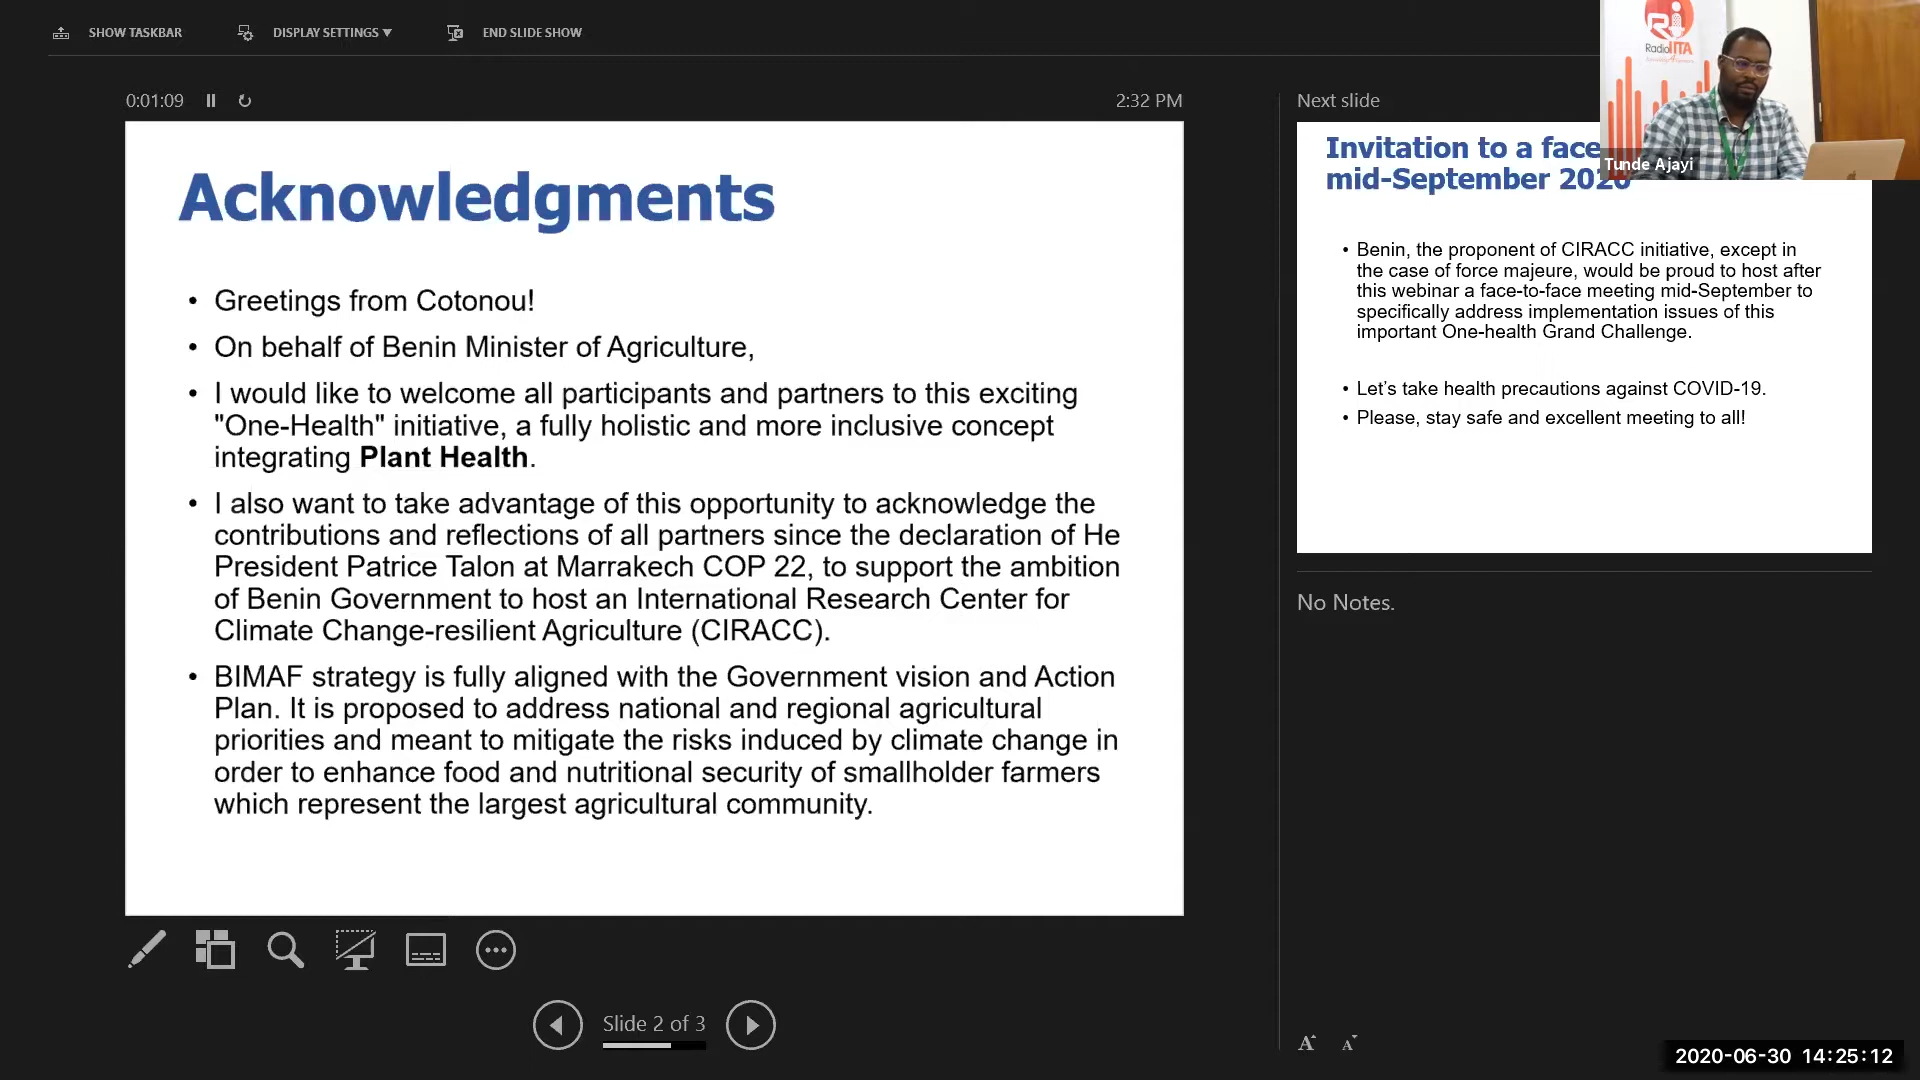 SHOW TASKBAR
DISPLAY SETTINGS ▼
END SLIDE SHOW
0:01:09
2:32 PM
Acknowledgments
• Greetings from Cotonou!
• On behalf of Benin Minister of Agriculture,
• I would like to welcome all participants and partners to this exciting
"One-Health" initiative, a fully holistic and more inclusive concept
integrating Plant Health.
• I also want to take advantage of this opportunity to acknowledge the
contributions and reflections of all partners since the declaration of He
President Patrice Talon at Marrakech COP 22, to support the ambition
of Benin Government to host an International Research Center for
Climate Change-resilient Agriculture (CIRACC).
• BIMAF strategy is fully aligned with the Government vision and Action
Plan. It is proposed to address national and regional agricultural
priorities and meant to mitigate the risks induced by climate change in
order to enhance food and nutritional security of smallholder farmers
which represent the largest agricultural community.
Slide 2 of 3
Next slide
Invitation to a face
mid-September 2020
• Benin, the proponent of CIRACC initiative, except in
the case of force majeure, would be proud to host after
this webinar a face-to-face meeting mid-September to
specifically address implementation issues of this
important One-health Grand Challenge.
• Let's take health precautions against COVID-19.
• Please, stay safe and excellent meeting to all!
No Notes.
A A
Radio IITA
Tunde Ajayi
2020-06-30 14:25:12